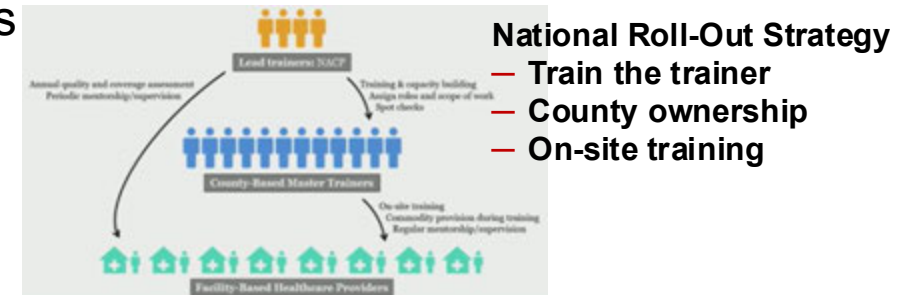 s
Lead trainers: NACP
Annual quality and coverage assessment
Periodic mentorship/supervision
Training & capacity building
Assign roles and scope of work
Spot checks
County-Based Master Trainers
On-site training
Commodity provision during training
Regular mentorship/supervision
Facility-Based Healthcare Providers
National Roll-Out Strategy
– Train the trainer
– County ownership
– On-site training